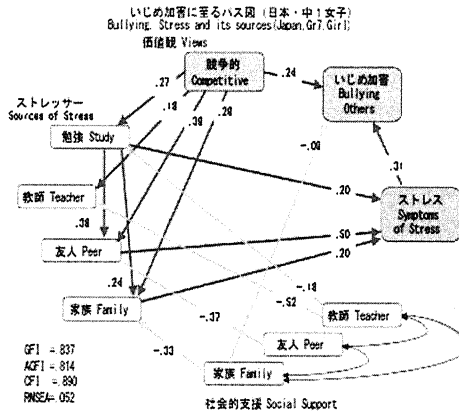 いじめ加害に至るパス図 (日本・中1女子)
Bullying, Stress and its sources(Japan,Gr7,Girl)
価値観 Views
競争的
Competitive
いじめ加害
Bullying
Others
ストレッサー
Sources of Stress
勉強 Study
教師 Teacher
友人 Peer
家族 Family
ストレス
Symptoms
of Stress
.27
.18
.39
.28
.24
-.09
.31
.20
.38
.50
.20
.24
-.18
-.52
-.37
-.33
教師 Teacher
友人 Peer
家族 Family
社会的支援 Social Support
GFI =.837
AGFI =.814
CFI =.890
RMSEA=.052